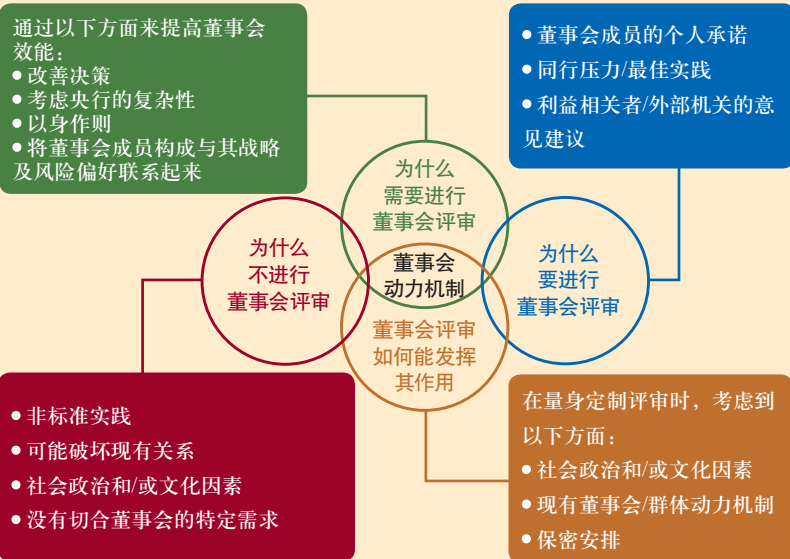 通过以下方面来提高董事会
效能：
● 改善决策
● 考虑央行的复杂性
● 以身作则
● 将董事会成员构成与其战略
及风险偏好联系起来
● 董事会成员的个人承诺
● 同行压力/最佳实践
● 利益相关者/外部机关的意
见建议
为什么
需要进行
董事会评审
为什么
不进行
董事会评审
董事会
动力机制
为什么
要进行
董事会评审
董事会评审
如何能发挥
其作用
● 非标准实践
● 可能破坏现有关系
● 社会政治和/或文化因素
● 没有切合董事会的特定需求
在量身定制评审时，考虑到
以下方面：
● 社会政治和/或文化因素
● 现有董事会/群体动力机制
● 保密安排